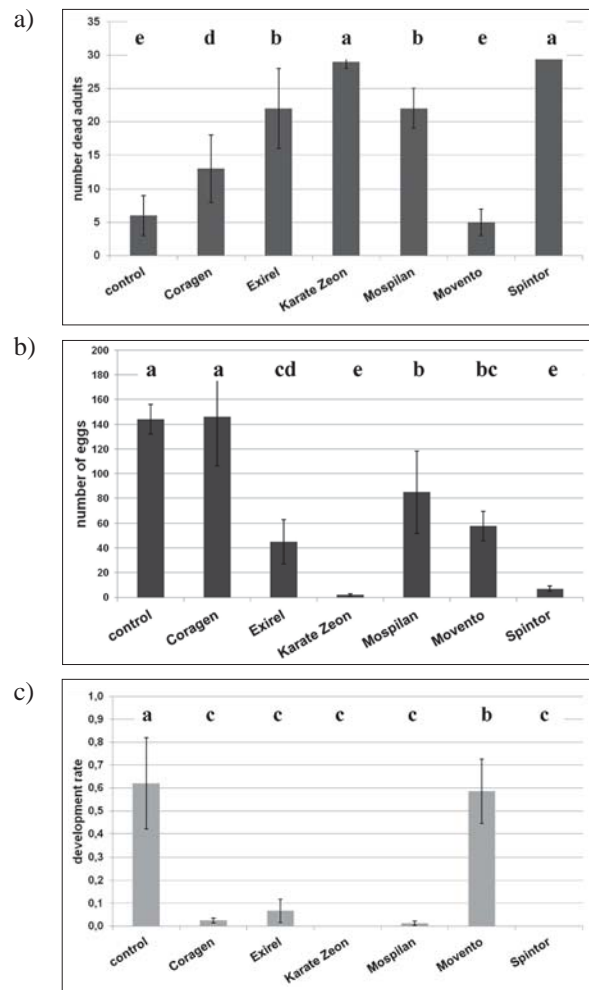 a)
number dead adults
35
30
25
20
15
10
5
0
e d b a b e a
control Coragen Exirel Karate Zeon Mospilan Movento Spintor
b)
number of eggs
200
180
160
140
120
100
80
60
40
20
0
a a cd e b bc e
control Coragen Exirel Karate Zeon Mospilan Movento Spintor
c)
development rate
1,0
0,9
0,8
0,7
0,6
0,5
0,4
0,3
0,2
0,1
0,0
a c c c c b c
control Coragen Exirel Karate Zeon Mospilan Movento Spintor